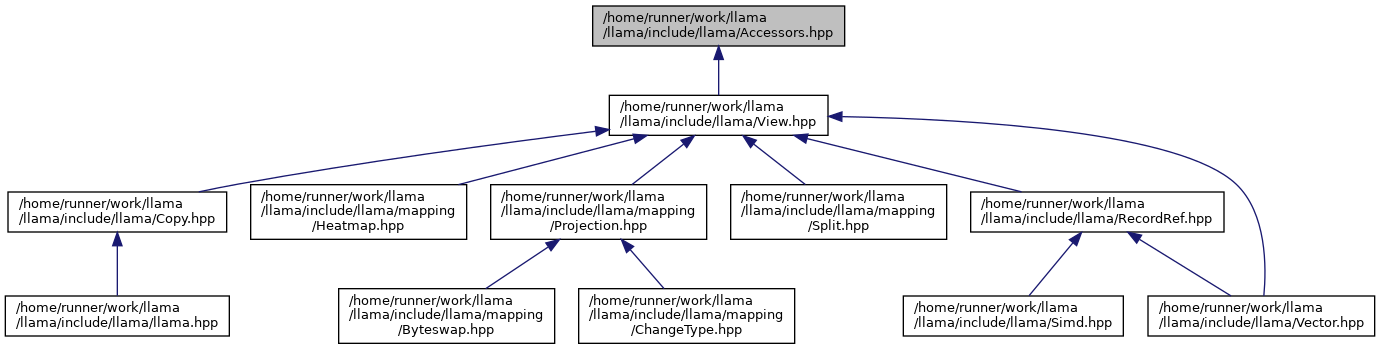 /home/runner/work/llama
/llama/include/llama/Accessors.hpp
/home/runner/work/llama
/llama/include/llama/View.hpp
/home/runner/work/llama
/llama/include/llama/Copy.hpp
/home/runner/work/llama
/llama/include/llama/mapping
/Heatmap.hpp
/home/runner/work/llama
/llama/include/llama/mapping
/Projection.hpp
/home/runner/work/llama
/llama/include/llama/mapping
/Split.hpp
/home/runner/work/llama
/llama/include/llama/RecordRef.hpp
/home/runner/work/llama
/llama/include/llama/llama.hpp
/home/runner/work/llama
/llama/include/llama/mapping
/Byteswap.hpp
/home/runner/work/llama
/llama/include/llama/mapping
/ChangeType.hpp
/home/runner/work/llama
/llama/include/llama/Simd.hpp
/home/runner/work/llama
/llama/include/llama/Vector.hpp